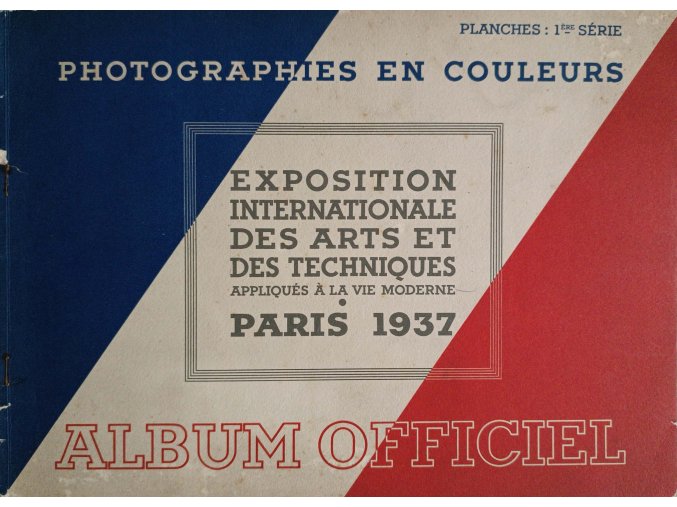 PLANCHES : 1ÈRE SÉRIE
PHOTOGRAPHIES EN COULEURS
EXPOSITION
INTERNATIONALE
DES ARTS ET
DES TECHNIQUES
APPLIQUÉS À LA VIE MODERNE
•
PARIS 1937
ALBUM OFFICIEL